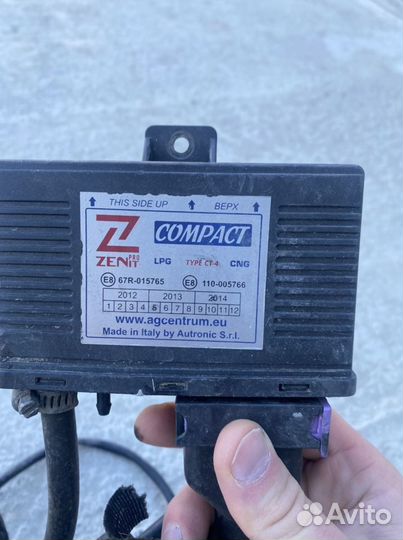 THIS SIDE UP
ВЕРХ
Z
PRO
ZENIT
COMPACT
LPG TYPE CT-4 CNG
E8 67R-015765 E8 110-005766
2012 2013 2014
1 2 3 4 5 6 7 8 9 10 11 12
www.agcentrum.eu
Made in Italy by Autronic S.r.l.
Avito